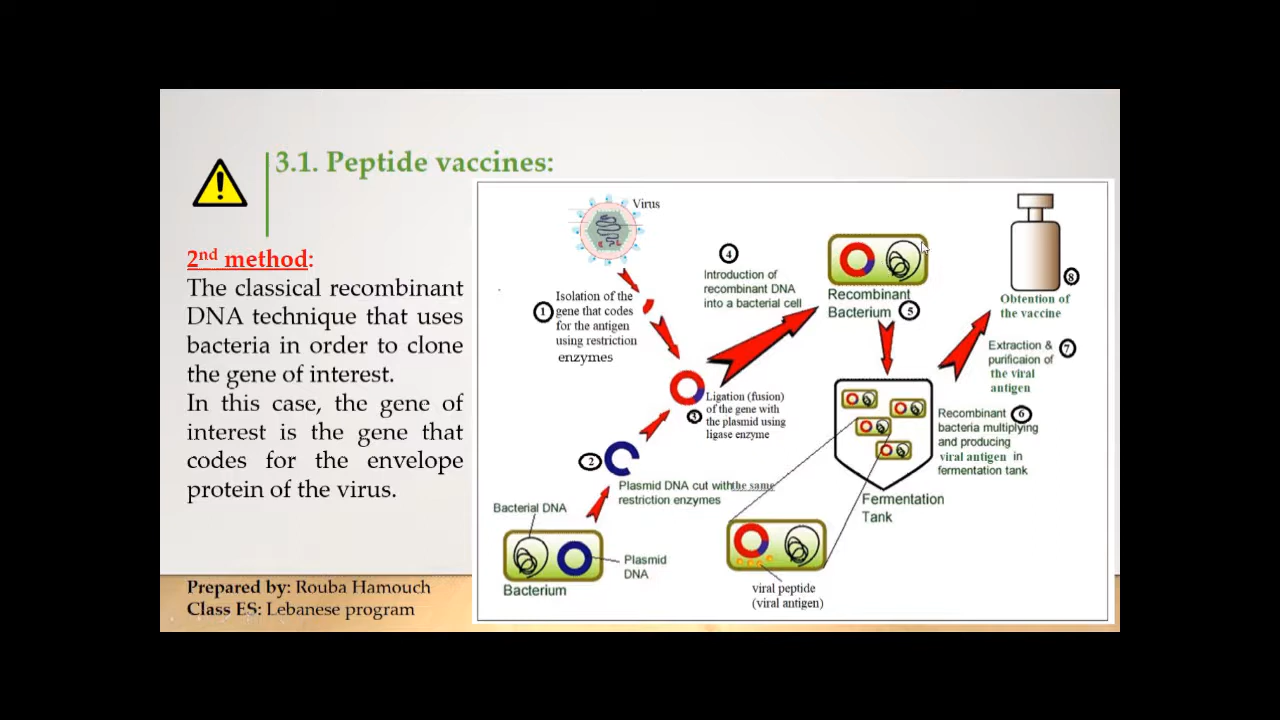 3.1. Peptide vaccines:
2nd method:
The classical recombinant
DNA technique that uses
bacteria in order to clone
the gene of interest.
In this case, the gene of
interest is the gene that
codes for the envelope
protein of the virus.
Prepared by: Rouba Hamouch
Class ES: Lebanese program
Virus
1
Isolation of the
gene that codes
for the antigen
using restriction
enzymes
2
Plasmid DNA cut with the same
restriction enzymes
Bacterial DNA
Plasmid
DNA
Bacterium
3
Ligation (fusion)
of the gene with
the plasmid using
ligase enzyme
4
Introduction of
recombinant DNA
into a bacterial cell
Recombinant
Bacterium
5
6
Recombinant
bacteria multiplying
and producing
viral antigen in
fermentation tank
Fermentation
Tank
viral peptide
(viral antigen)
7
Extraction &
purificaion of
the viral
antigen
8
Obtention of
the vaccine